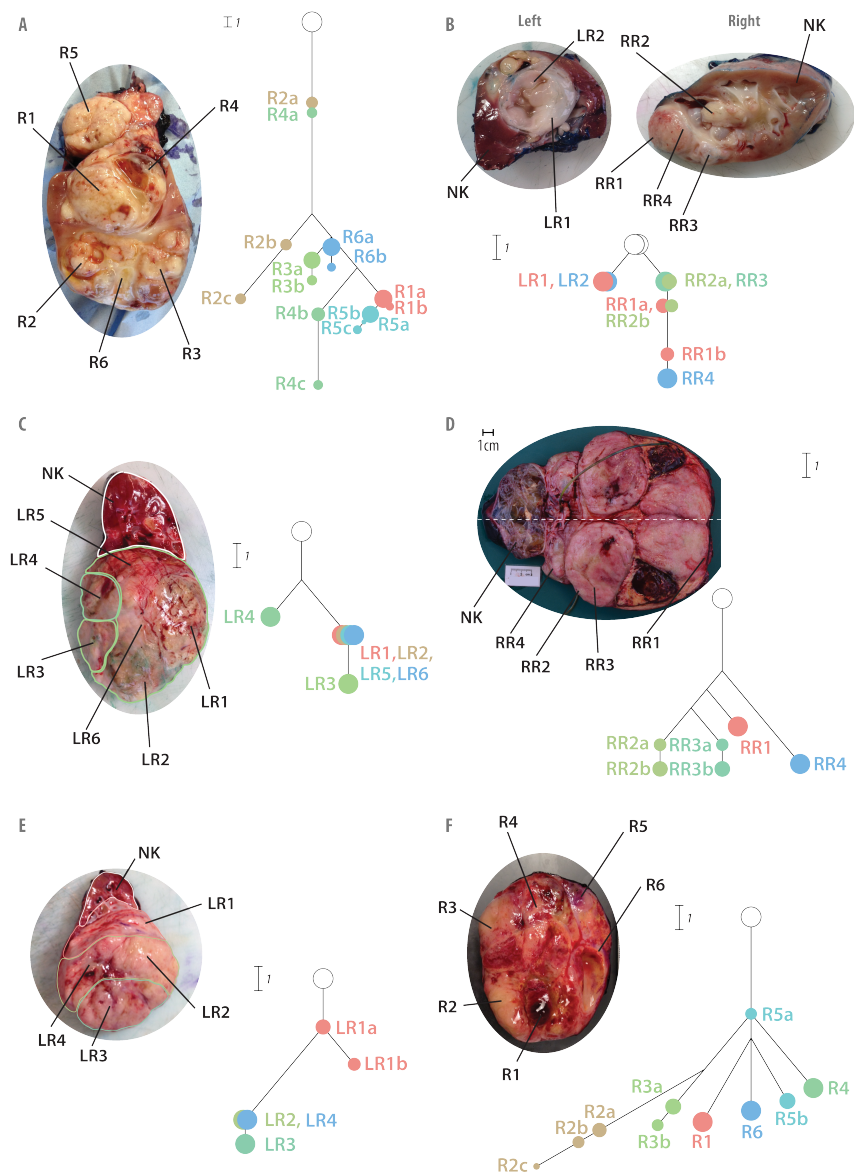 A
1
R5
R1
R4
R2
R6
R3
R2a
R4a
R2b
R6a
R6b
R3a
R3b
R2c
R1a
R1b
R4b
R5b
R5c
R5a
R4c
B
Left
Right
LR2
RR2
NK
NK
LR1
RR1
RR4
RR3
1
LR1, LR2
RR2a, RR3
RR1a,
RR2b
RR1b
RR4
C
NK
LR5
LR4
LR3
LR6
LR2
LR1
1
LR4
LR1, LR2,
LR5, LR6
LR3
D
1cm
1
NK
RR4
RR2
RR3
RR1
RR2a
RR3a
RR1
RR2b
RR3b
RR4
E
NK
LR1
LR2
LR4
LR3
1
LR1a
LR1b
LR2, LR4
LR3
F
R4
R5
R6
R3
R2
R1
1
R5a
R3a
R4
R2a
R2b
R3b
R1
R6
R5b
R2c